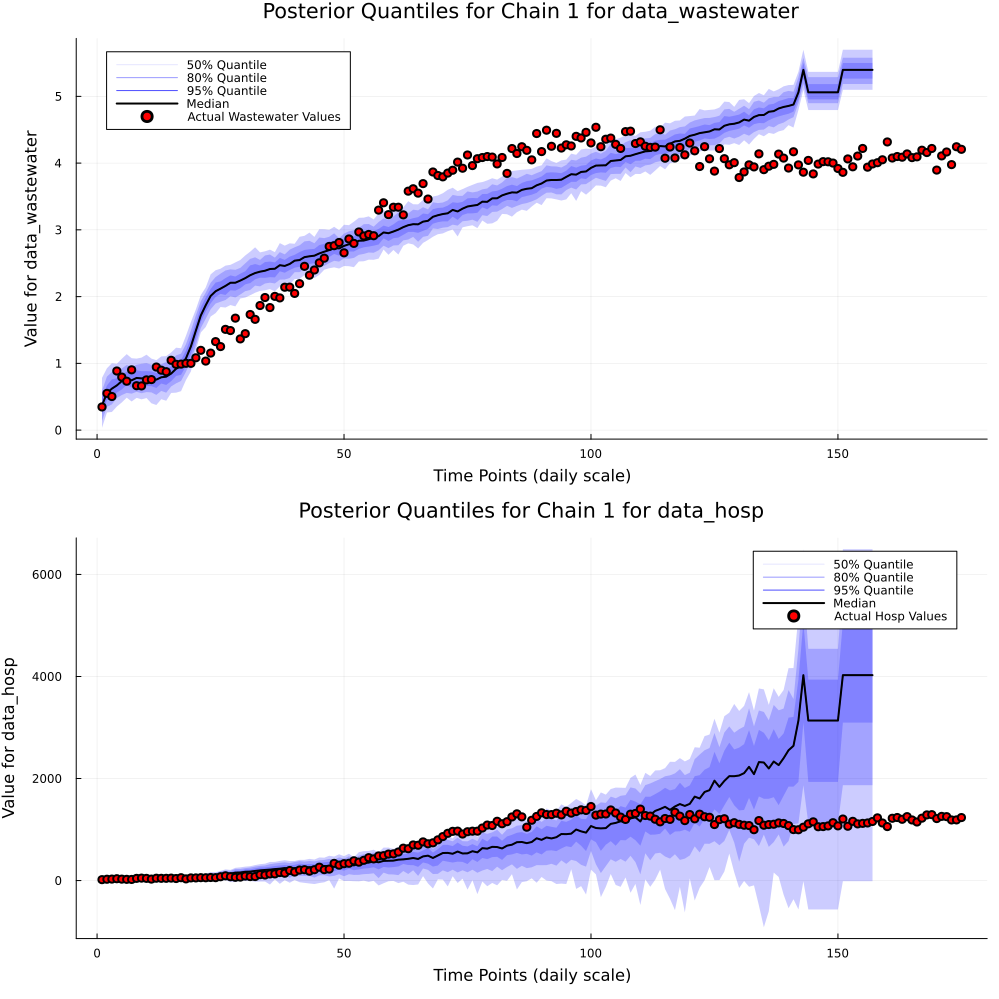 Posterior Quantiles for Chain 1 for data_wastewater
50% Quantile
80% Quantile
95% Quantile
Median
Actual Wastewater Values
Value for data_wastewater
5
4
3
2
1
0
0 50 100 150
Time Points (daily scale)
Posterior Quantiles for Chain 1 for data_hosp
50% Quantile
80% Quantile
95% Quantile
Median
Actual Hosp Values
Value for data_hosp
6000
4000
2000
0
0 50 100 150
Time Points (daily scale)